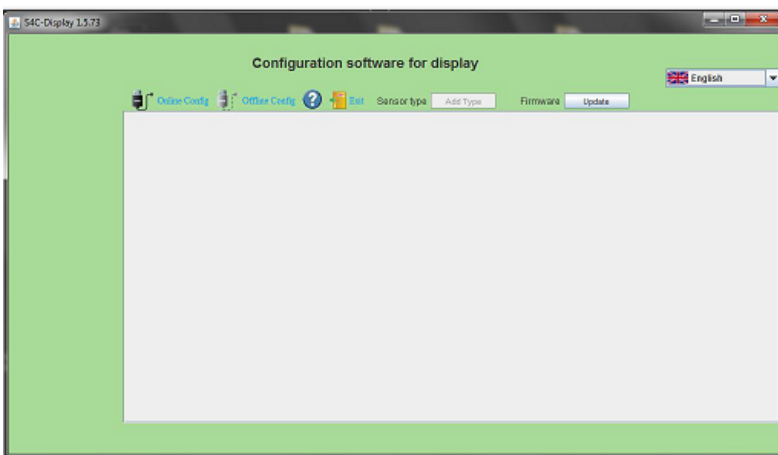 S4C-Display 1.5.73
Configuration software for display
English
Online Config Offline Config ? Exit Sensor type Add Type Firmware Update